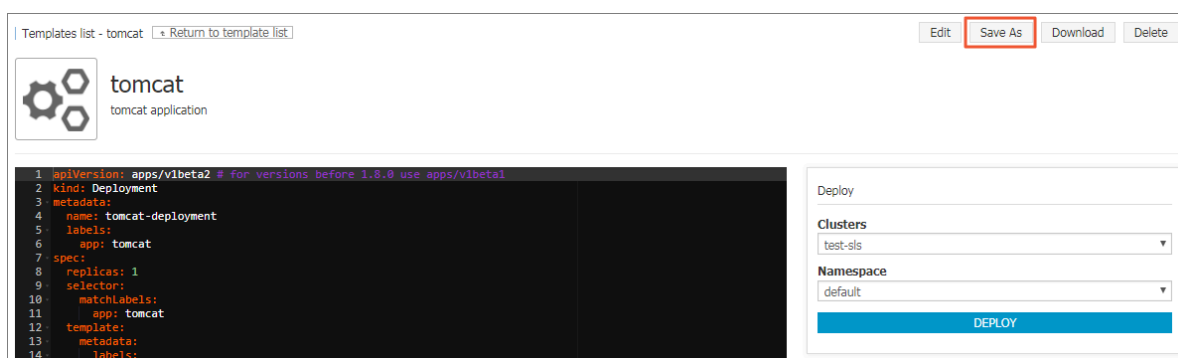 Templates list - tomcat Return to template list
Edit Save As Download Delete
tomcat
tomcat application
1 apiVersion: apps/v1beta2 # for versions before 1.8.0 use apps/v1beta1
2 kind: Deployment
3 metadata:
4 name: tomcat-deployment
5 labels:
6 app: tomcat
7 spec:
8 replicas: 1
9 selector:
10 matchLabels:
11 app: tomcat
12 template:
13 metadata:
14 labels:
Deploy
Clusters
test-sls
Namespace
default
DEPLOY